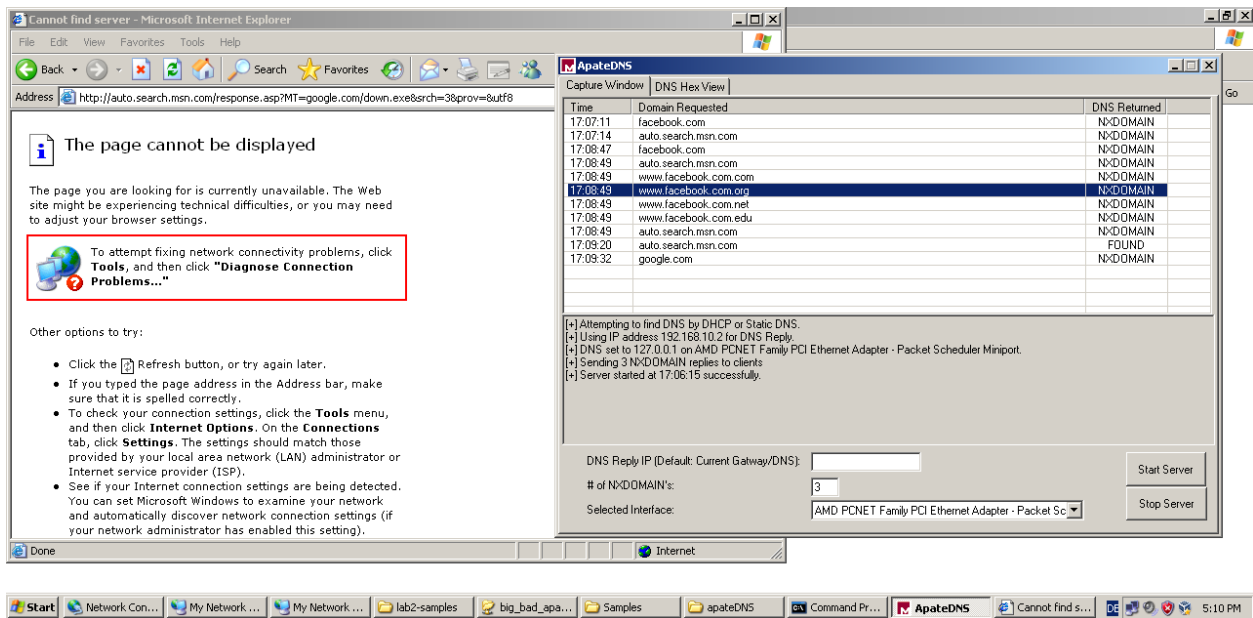 Cannot find server - Microsoft Internet Explorer
File Edit View Favorites Tools Help
Back Search Favorites
Address http://auto.search.msn.com/response.asp?MT=google.com/down.exe&srch=3&prov=&utf8
Go
The page cannot be displayed
The page you are looking for is currently unavailable. The Web
site might be experiencing technical difficulties, or you may need
to adjust your browser settings.
To attempt fixing network connectivity problems, click
Tools, and then click "Diagnose Connection
Problems..."
Other options to try:
Click the Refresh button, or try again later.
If you typed the page address in the Address bar, make
sure that it is spelled correctly.
To check your connection settings, click the Tools menu,
and then click Internet Options. On the Connections
tab, click Settings. The settings should match those
provided by your local area network (LAN) administrator or
Internet service provider (ISP).
See if your Internet connection settings are being detected.
You can set Microsoft Windows to examine your network
and automatically discover network connection settings (if
your network administrator has enabled this setting).
Done Internet
ApateDNS
Capture Window DNS Hex View
Time Domain Requested DNS Returned
17:07:11 facebook.com NXDOMAIN
17:07:14 auto.search.msn.com NXDOMAIN
17:08:47 facebook.com NXDOMAIN
17:08:49 auto.search.msn.com NXDOMAIN
17:08:49 www.facebook.com.com NXDOMAIN
17:08:49 www.facebook.com.org NXDOMAIN
17:08:49 www.facebook.com.net NXDOMAIN
17:08:49 www.facebook.com.edu NXDOMAIN
17:08:49 auto.search.msn.com NXDOMAIN
17:09:20 auto.search.msn.com FOUND
17:09:32 google.com NXDOMAIN
[+] Attempting to find DNS by DHCP or Static DNS.
[+] Using IP address 192.168.10.2 for DNS Reply.
[+] DNS set to 127.0.0.1 on AMD PCNET Family PCI Ethernet Adapter - Packet Scheduler Miniport.
[+] Sending 3 NXDOMAIN replies to clients
[+] Server started at 17:06:15 successfully.
DNS Reply IP (Default: Current Gatway/DNS):
Start Server
# of NXDOMAIN's: 3
Selected Interface: AMD PCNET Family PCI Ethernet Adapter - Packet Sc
Stop Server
Start Network Con... My Network ... My Network ... lab2-samples big_bad_apa... Samples apateDNS Command Pr... ApateDNS Cannot find s... DE 5:10 PM